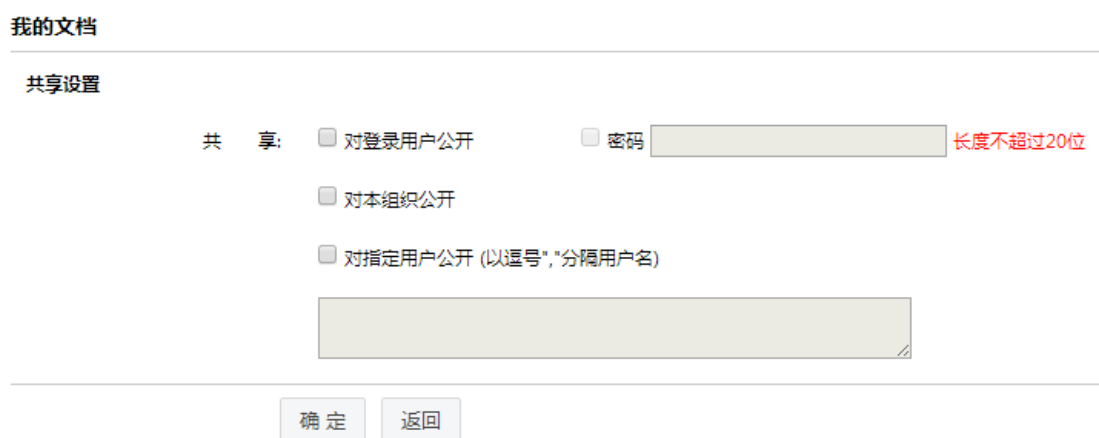 我的文档
共享设置
共 享: 对登录用户公开 密码 长度不超过20位
对本组织公开
对指定用户公开 (以逗号","分隔用户名)
确 定 返回